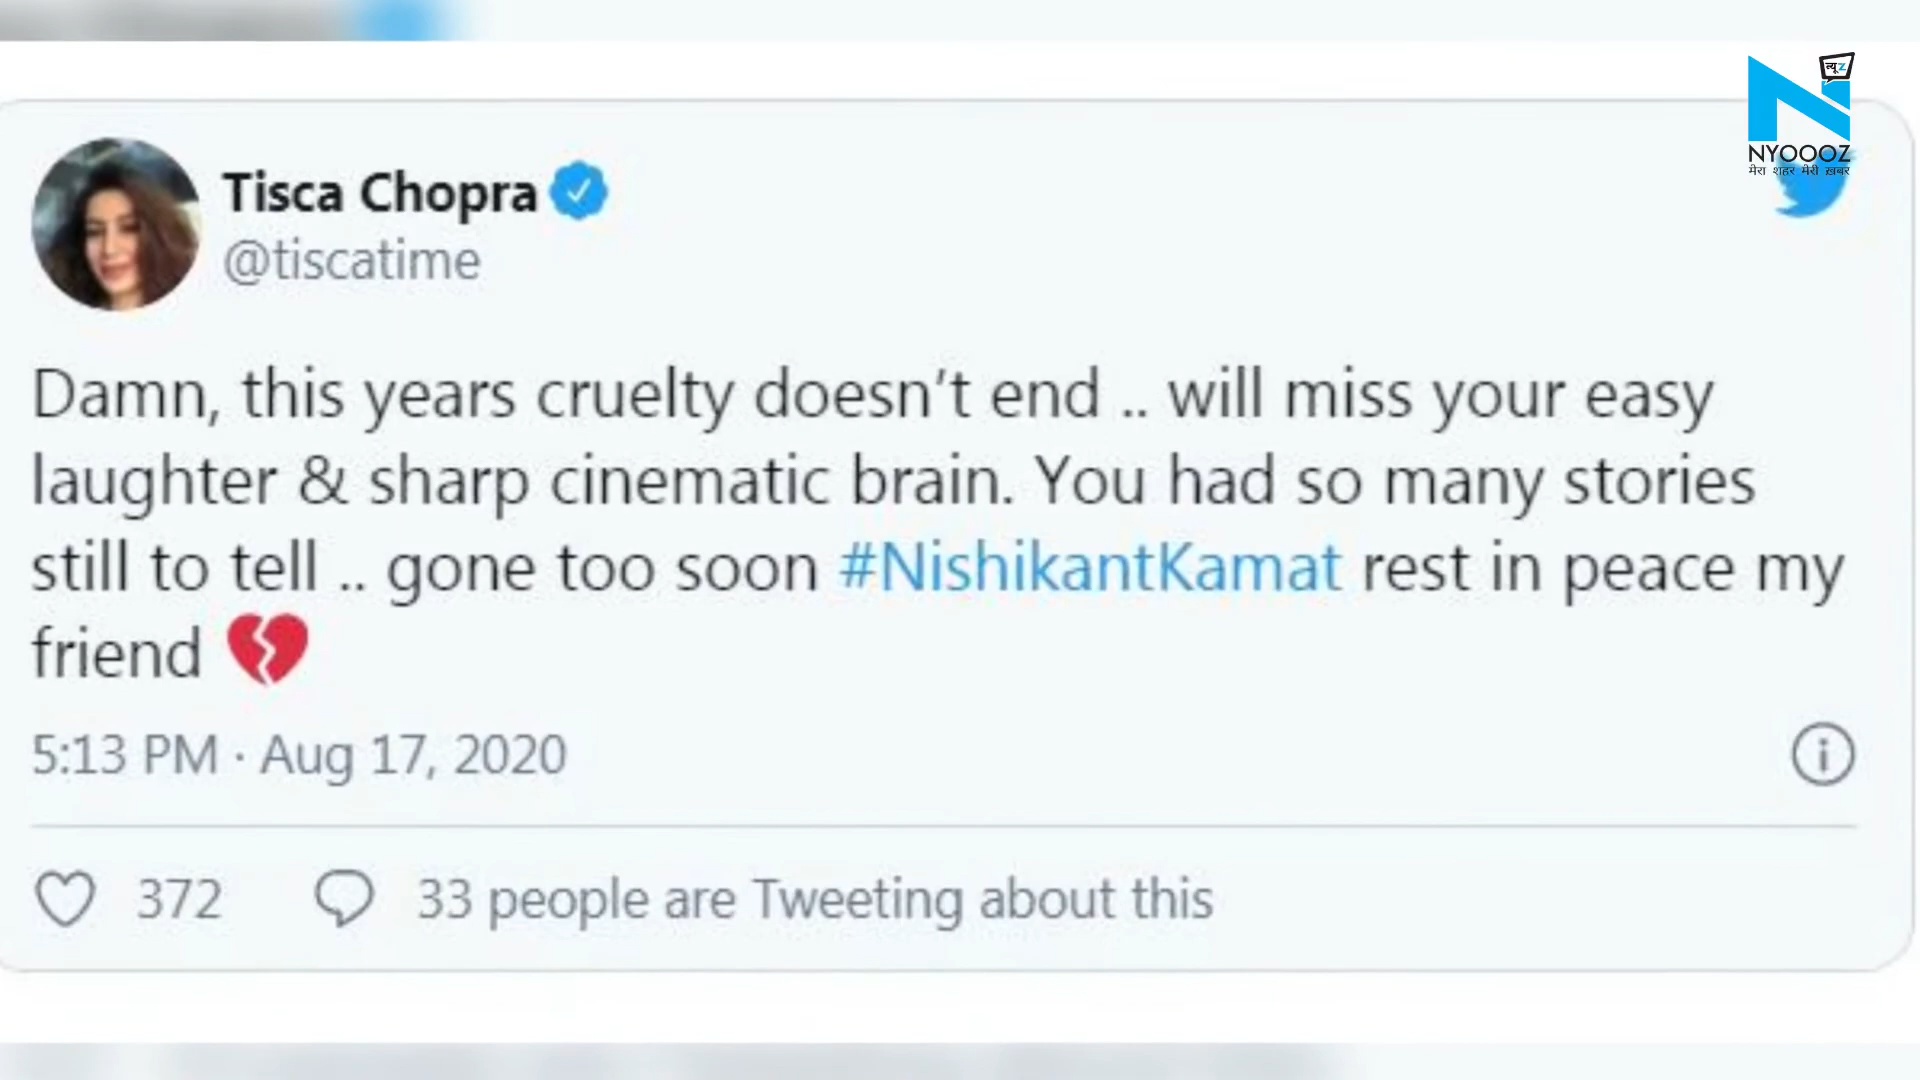 न्यूZ
NYOOOZ
मेरा शहर मेरी ख़बर
Tisca Chopra
@tiscatime
Damn, this years cruelty doesn't end .. will miss your easy
laughter & sharp cinematic brain. You had so many stories
still to tell .. gone too soon #NishikantKamat rest in peace my
friend 💔
5:13 PM · Aug 17, 2020
372 33 people are Tweeting about this